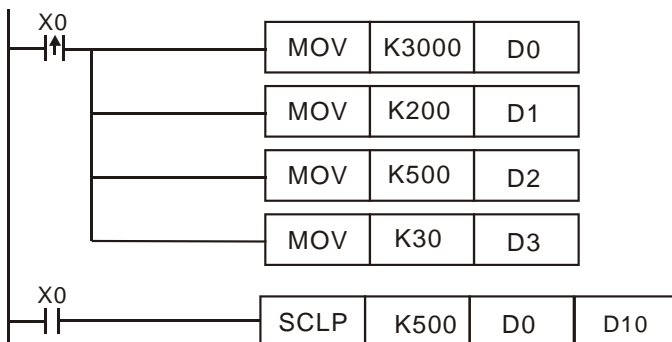 X0
MOV K3000 D0
MOV K200 D1
MOV K500 D2
MOV K30 D3
X0
SCLP K500 D0 D10